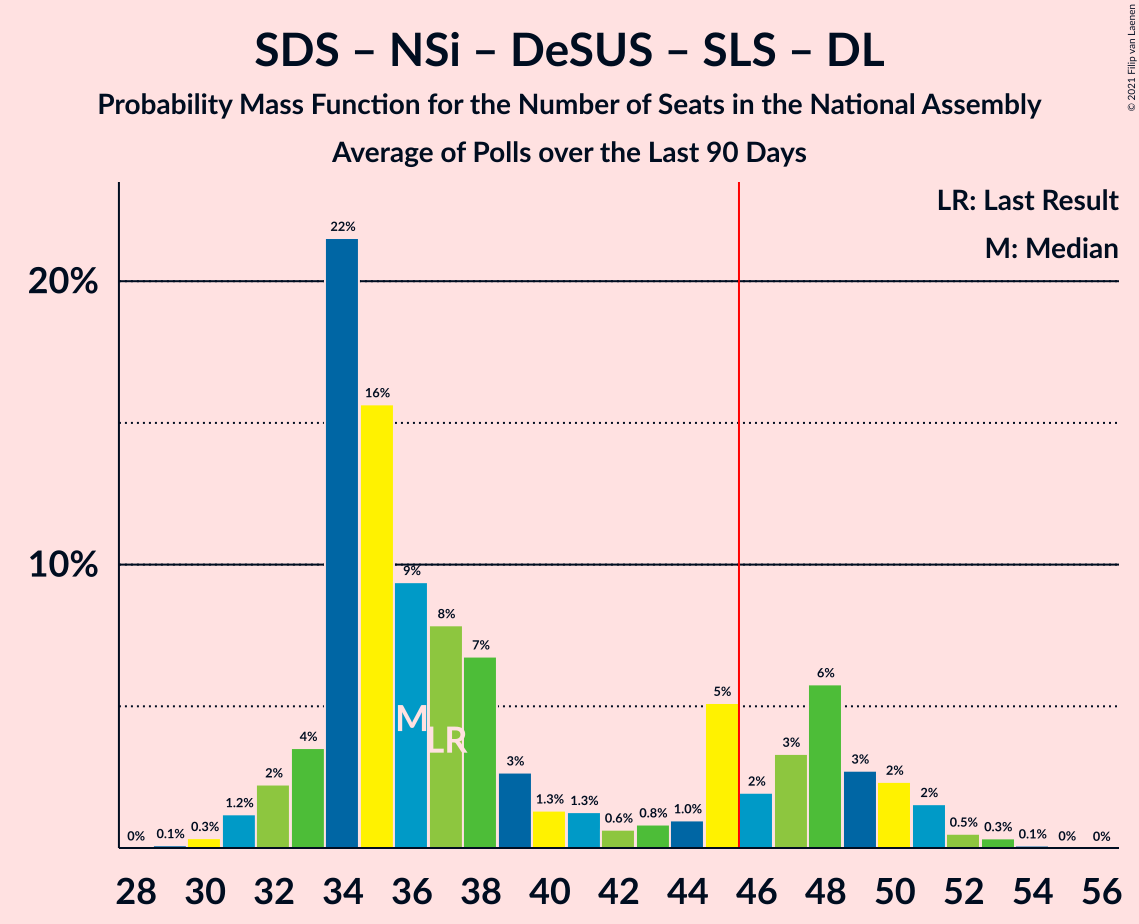 SDS – NSi – DeSUS – SLS – DL
Probability Mass Function for the Number of Seats in the National Assembly
Average of Polls over the Last 90 Days
© 2021 Filip van Laenen
LR: Last Result
M: Median
20%
10%
0% 0.1% 0.3% 1.2% 2% 4% 22% 16% 9% 8% 7% 3% 1.3% 1.3% 0.6% 0.8% 1.0% 5% 2% 3% 6% 3% 2% 2% 0.5% 0.3% 0.1% 0% 0%
M
LR
28 30 32 34 36 38 40 42 44 46 48 50 52 54 56